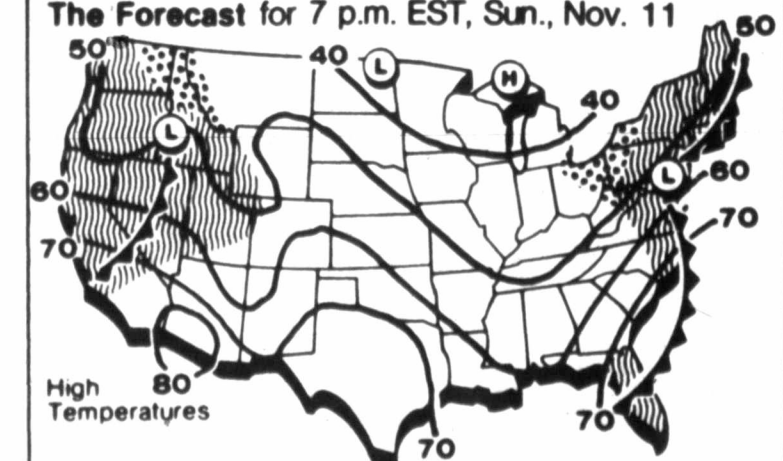 The Forecast for 7 p.m. EST, Sun., Nov. 11
50
40
L
H
50
40
L
L
60
60
70
70
80
High
Temperatures
70
70